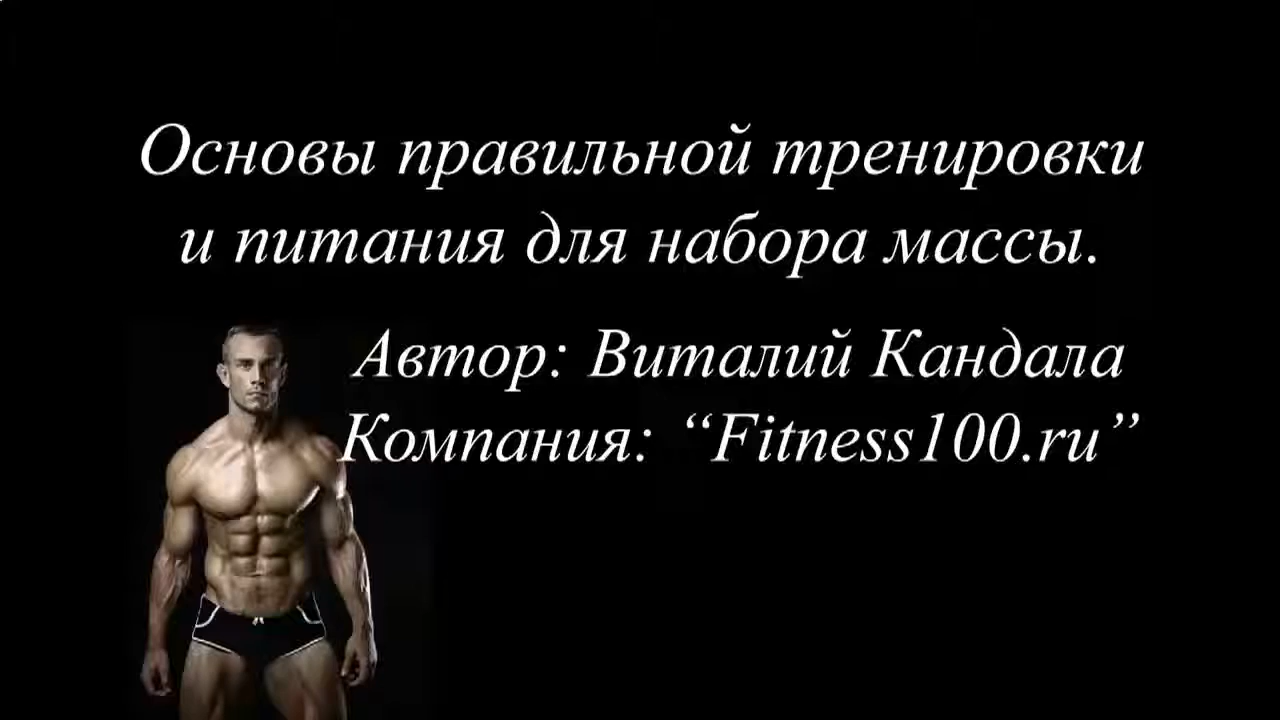 Основы правильной тренировки
и питания для набора массы.
Автор: Виталий Кандала
Компания: “Fitness100.ru”